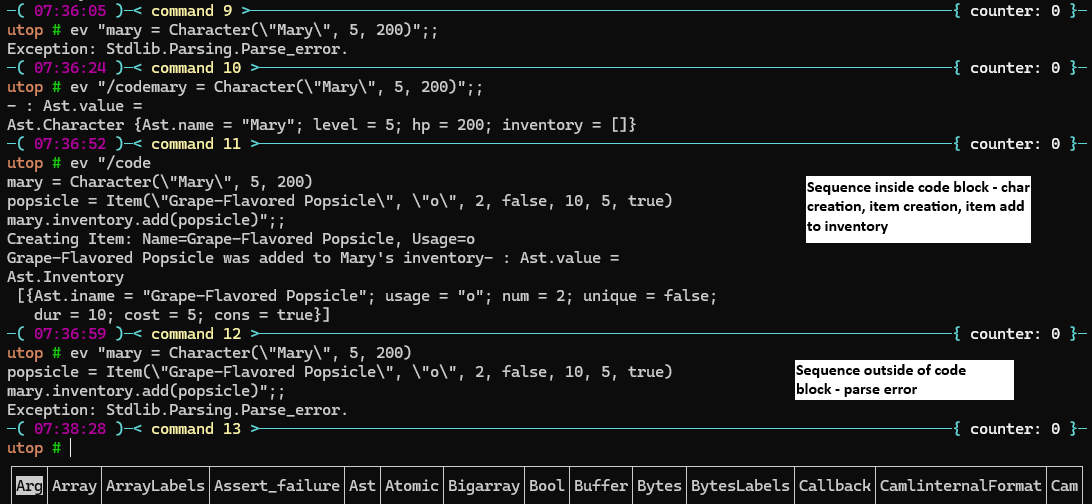 ─( 07:36:05 )─< command 9 >──{ counter: 0 }─
utop # ev "mary = Character(\"Mary\", 5, 200)";;
Exception: Stdlib.Parsing.Parse_error.
─( 07:36:24 )─< command 10 >──{ counter: 0 }─
utop # ev "/codemary = Character(\"Mary\", 5, 200)";;
- : Ast.value =
Ast.Character {Ast.name = "Mary"; level = 5; hp = 200; inventory = []}
─( 07:36:52 )─< command 11 >──{ counter: 0 }─
utop # ev "/code
mary = Character(\"Mary\", 5, 200)
popsicle = Item(\"Grape-Flavored Popsicle\", \"o\", 2, false, 10, 5, true)
mary.inventory.add(popsicle)";;
Creating Item: Name=Grape-Flavored Popsicle, Usage=o
Grape-Flavored Popsicle was added to Mary's inventory- : Ast.value =
Ast.Inventory
[{Ast.iname = "Grape-Flavored Popsicle"; usage = "o"; num = 2; unique = false;
dur = 10; cost = 5; cons = true}]
Sequence inside code block - char
creation, item creation, item add
to inventory
─( 07:36:59 )─< command 12 >──{ counter: 0 }─
utop # ev "mary = Character(\"Mary\", 5, 200)
popsicle = Item(\"Grape-Flavored Popsicle\", \"o\", 2, false, 10, 5, true)
mary.inventory.add(popsicle)";;
Exception: Stdlib.Parsing.Parse_error.
Sequence outside of code
block - parse error
─( 07:38:28 )─< command 13 >──{ counter: 0 }─
utop #
Arg│Array│ArrayLabels│Assert_failure│Ast│Atomic│Bigarray│Bool│Buffer│Bytes│BytesLabels│Callback│CamlinternalFormat│Cam